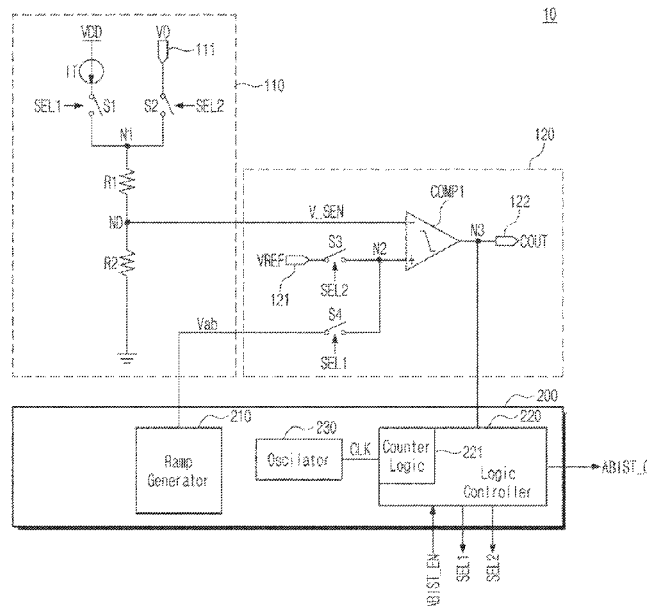 10
VDD
VD
111
IT
110
SEL1
S1
S2
SEL2
N1
120
R1
COMP1
ND
V_SEN
N3
122
COUT
S3
N2
R2
VREF
121
SEL2
Vab
S4
SEL1
200
210
220
230
Ramp
Generator
Oscilator
CLK
Counter
Logic
221
Logic
Controller
ABIST_O
ABIST_EN
SEL1
SEL2